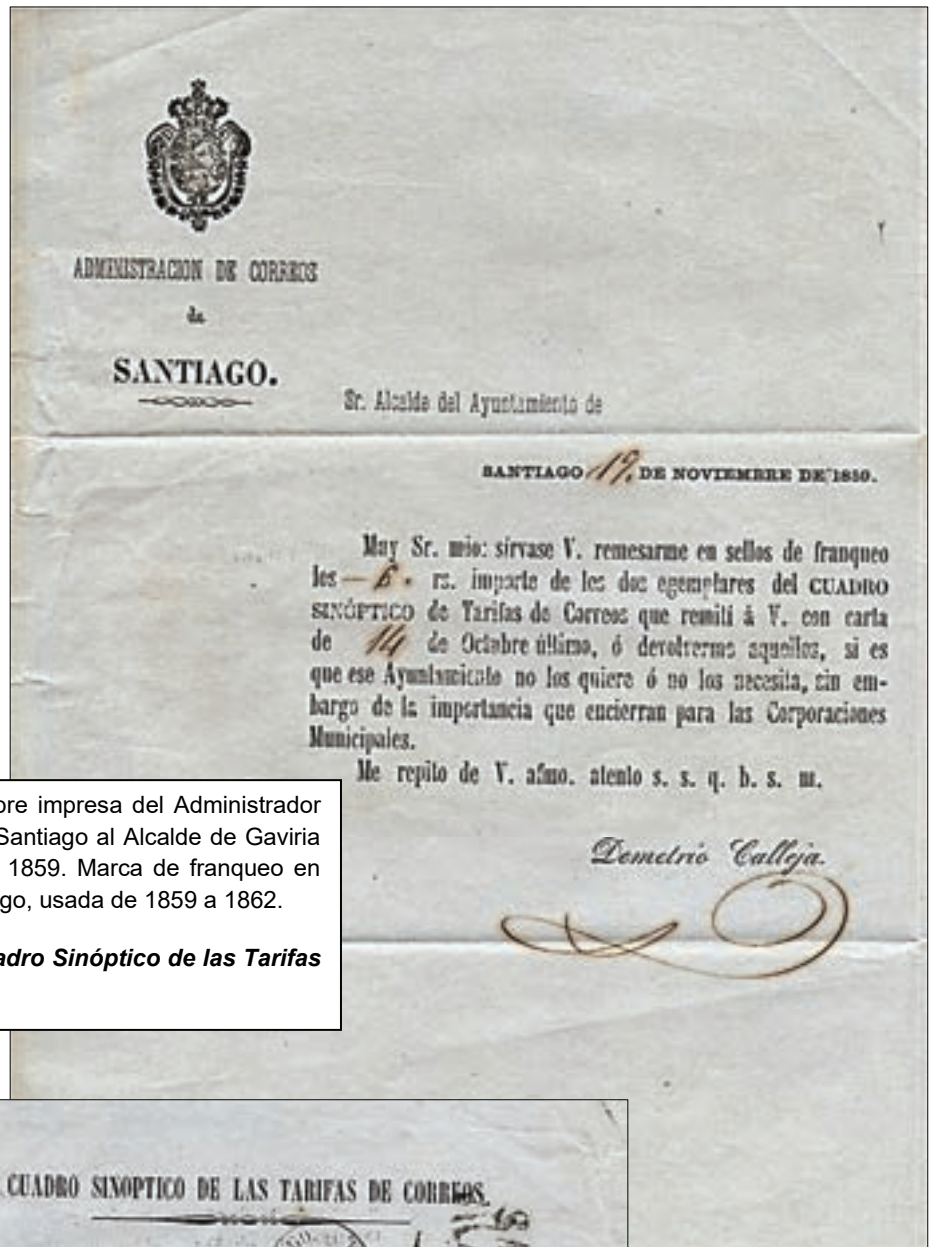 ADMINISTRACION DE CORREOS
de
SANTIAGO.
Sr. Alcalde del Ayuntamiento de
SANTIAGO 19, DE NOVIEMBRE DE 1859.
Muy Sr. mio: sírvase V. remesarme en sellos de franqueo
los — 6 . rs. importe de los dos egemplares del CUADRO
SINÓPTICO de Tarifas de Correos que remití á V. con carta
de 14 de Octubre último, ó devolverme aquellos, si es
que ese Ayuntamiento no los quiere ó no los necesita, sin em-
bargo de la importancia que encierran para las Corporaciones
Municipales.
Me repito de V. afmo. atento s. s. q. b. s. m.
Demetrio Calleja.
bre impresa del Administrador
Santiago al Alcalde de Gaviria
1859. Marca de franqueo en
go, usada de 1859 a 1862.
adro Sinóptico de las Tarifas
CUADRO SINOPTICO DE LAS TARIFAS DE CORREOS.